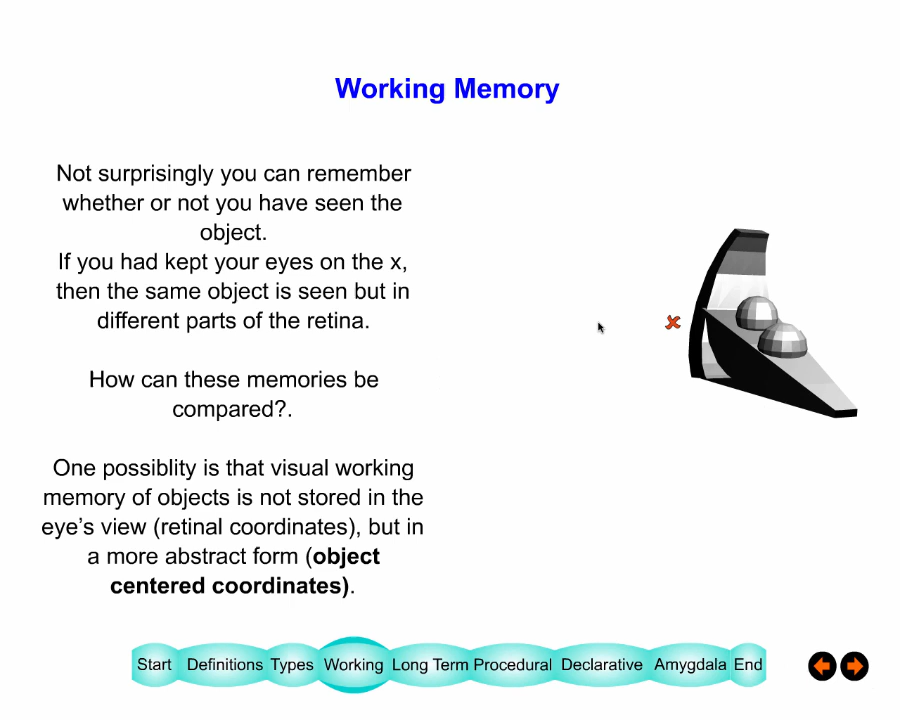 Working Memory
Not surprisingly you can remember
whether or not you have seen the
object.
If you had kept your eyes on the x,
then the same object is seen but in
different parts of the retina.
How can these memories be
compared?.
One possiblity is that visual working
memory of objects is not stored in the
eye’s view (retinal coordinates), but in
a more abstract form (object
centered coordinates).
x
Start Definitions Types Working Long Term Procedural Declarative Amygdala End